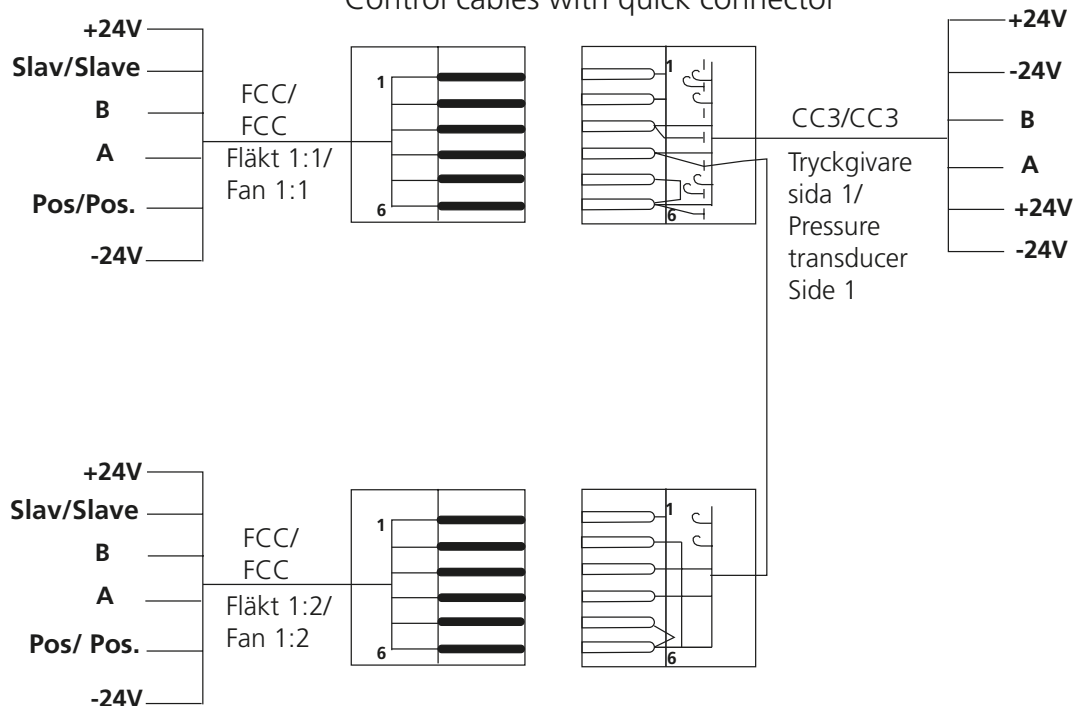 Control cables with quick connector
+24V
Slav/Slave
B
A
Pos/Pos.
-24V
FCC/
FCC
Fläkt 1:1/
Fan 1:1
1
6
1
6
CC3/CC3
Tryckgivare
sida 1/
Pressure
transducer
Side 1
+24V
-24V
B
A
+24V
-24V
+24V
Slav/Slave
B
A
Pos/ Pos.
-24V
FCC/
FCC
Fläkt 1:2/
Fan 1:2
1
6
1
6